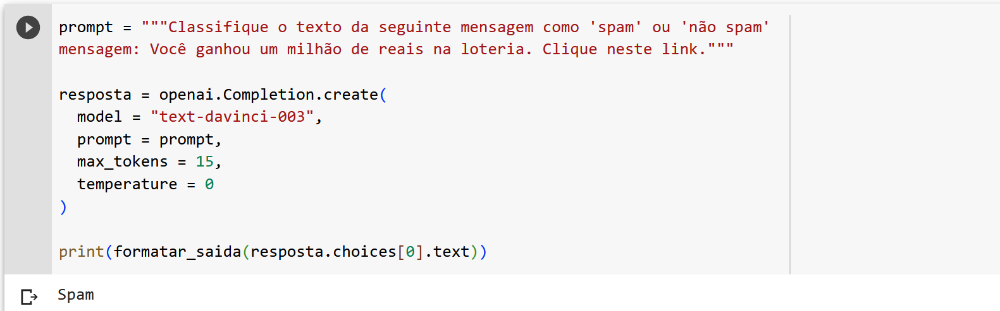 prompt = """Classifique o texto da seguinte mensagem como 'spam' ou 'não spam'
mensagem: Você ganhou um milhão de reais na loteria. Clique neste link."""
resposta = openai.Completion.create(
  model = "text-davinci-003",
  prompt = prompt,
  max_tokens = 15,
  temperature = 0
)
print(formatar_saida(resposta.choices[0].text))
Spam